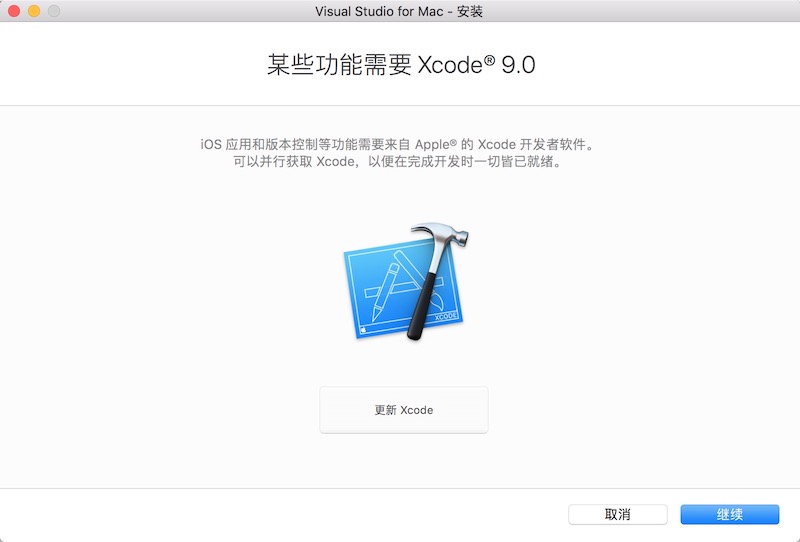 Visual Studio for Mac - 安装
某些功能需要 Xcode® 9.0
iOS 应用和版本控制等功能需要来自 Apple® 的 Xcode 开发者软件。
可以并行获取 Xcode，以便在完成开发时一切皆已就绪。
XCODE
更新 Xcode
取消
继续